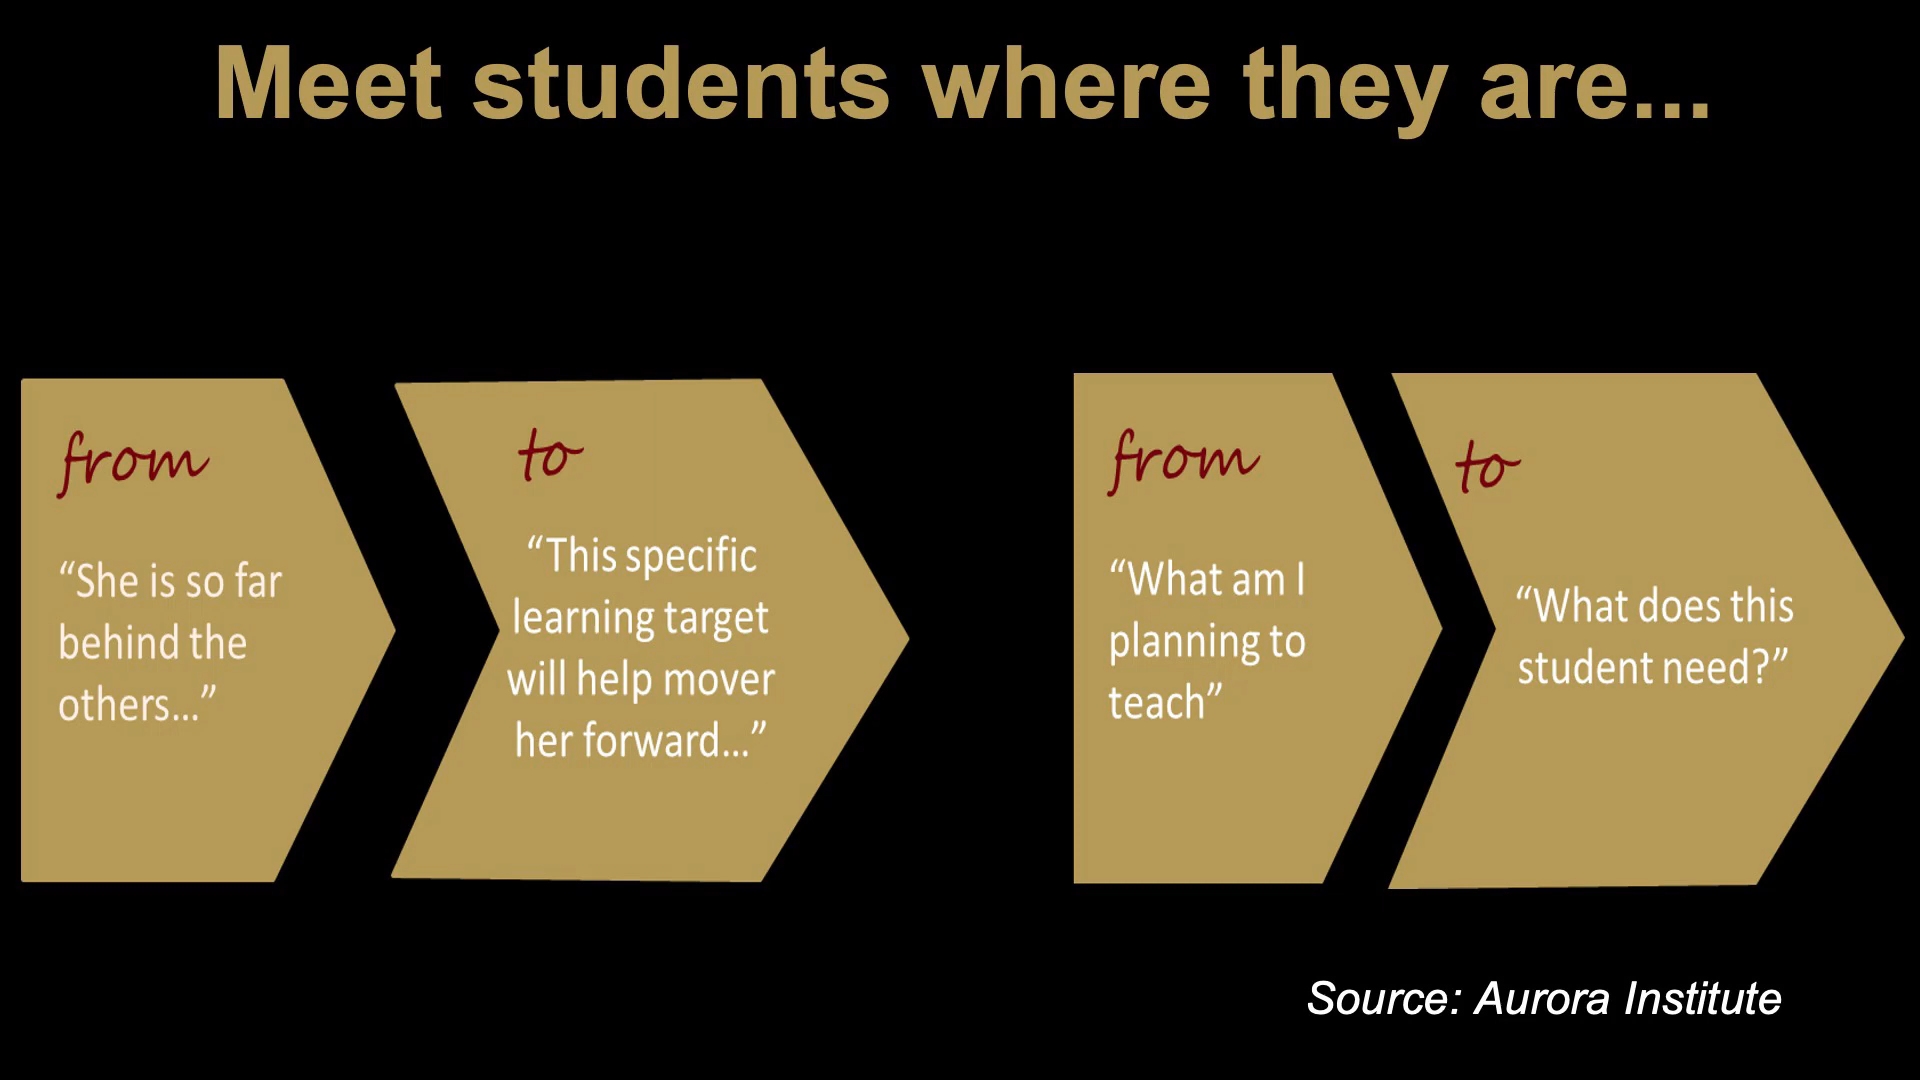 Meet students where they are...
from
“She is so far
behind the
others...”
to
“This specific
learning target
will help mover
her forward...”
from
“What am I
planning to
teach”
to
“What does this
student need?”
Source: Aurora Institute